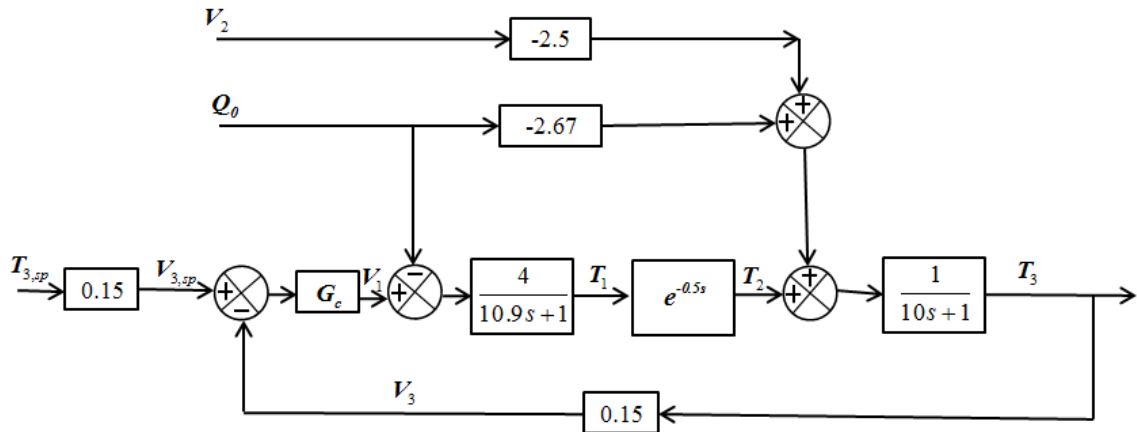 V₂
-2.5
+
Q₀
+
-2.67
T₃,sp
V₃,sp
0.15
+
−
G_c
V₁
−
+
4
10.9s+1
T₁
e^{-0.5s}
T₂
+
+
1
10s+1
T₃
V₃
0.15